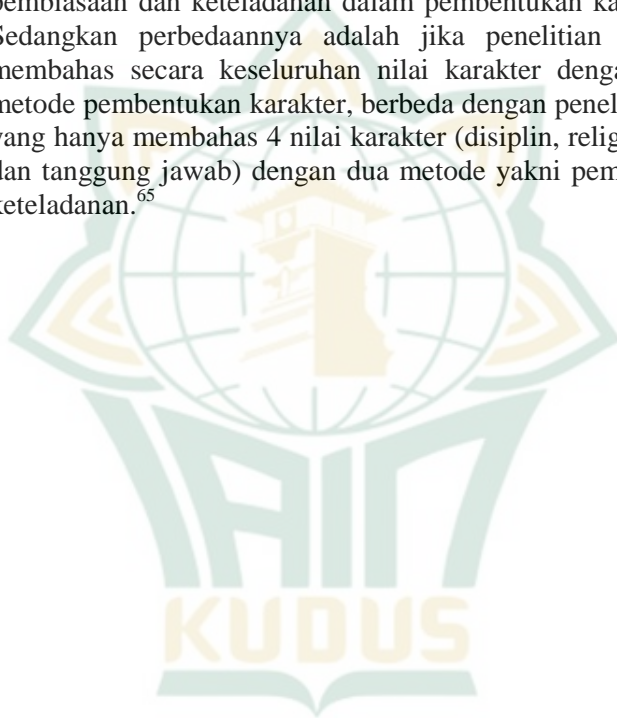 pembiasaan dan keteladanan dalam pembentukan ka
Sedangkan perbedaannya adalah jika penelitian
membahas secara keseluruhan nilai karakter denga
metode pembentukan karakter, berbeda dengan penel
yang hanya membahas 4 nilai karakter (disiplin, relig
dan tanggung jawab) dengan dua metode yakni pem
keteladanan.65
IAIN
KUDUS